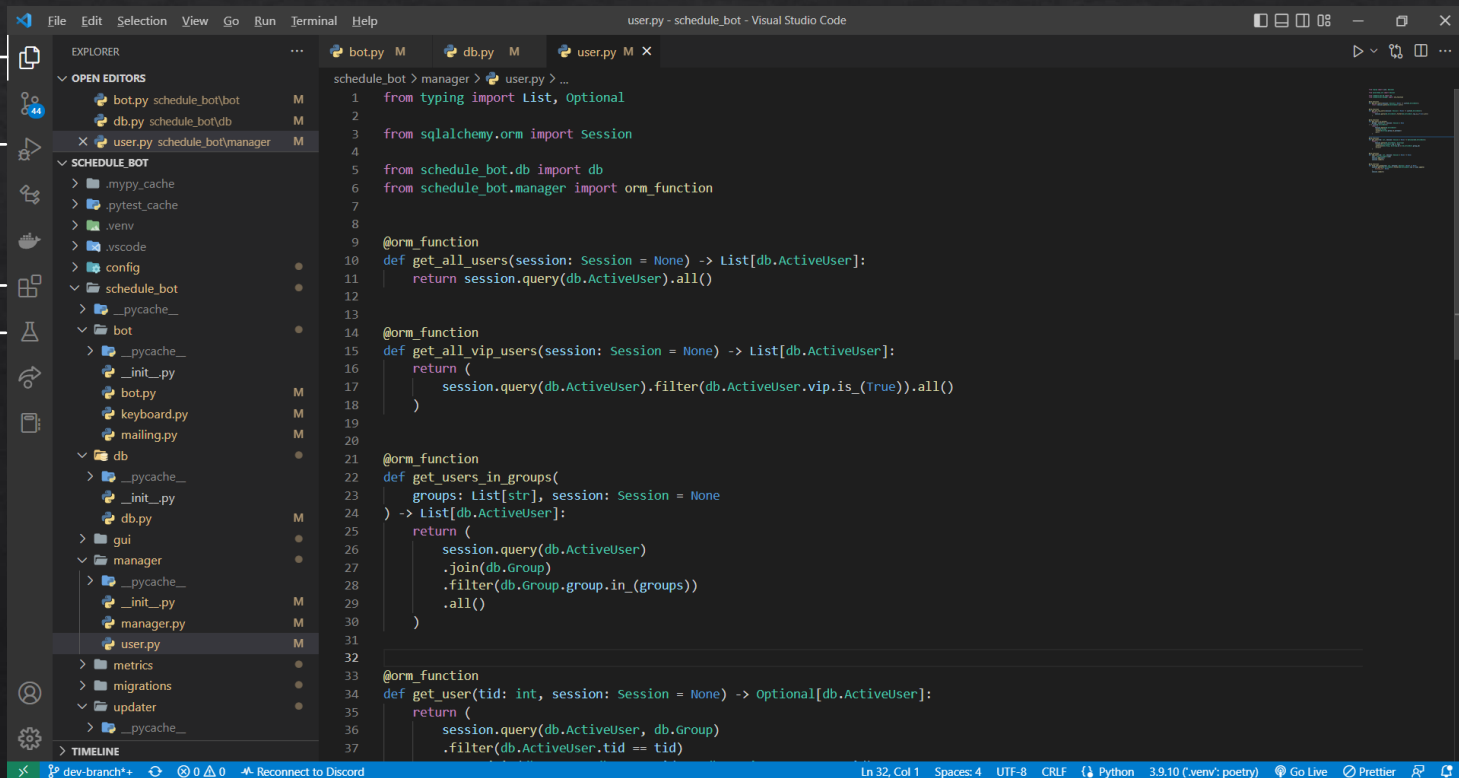 File Edit Selection View Go Run Terminal Help
user.py - schedule_bot - Visual Studio Code
EXPLORER
OPEN EDITORS
bot.py schedule_bot\bot M
db.py schedule_bot\db M
user.py schedule_bot\manager M
SCHEDULE_BOT
.mypy_cache
.pytest_cache
.venv
.vscode
config
schedule_bot
__pycache__
bot
__pycache__
__init__.py
bot.py M
keyboard.py M
mailing.py M
db
__pycache__
__init__.py
db.py M
gui
manager
__pycache__
__init__.py M
manager.py M
user.py M
metrics
migrations
updater
__pycache__
TIMELINE
44
bot.py M db.py M user.py M
schedule_bot > manager > user.py > ...
1 from typing import List, Optional
2
3 from sqlalchemy.orm import Session
4
5 from schedule_bot.db import db
6 from schedule_bot.manager import orm_function
7
8
9 @orm_function
10 def get_all_users(session: Session = None) -> List[db.ActiveUser]:
11 return session.query(db.ActiveUser).all()
12
13
14 @orm_function
15 def get_all_vip_users(session: Session = None) -> List[db.ActiveUser]:
16 return (
17 session.query(db.ActiveUser).filter(db.ActiveUser.vip.is_(True)).all()
18 )
19
20
21 @orm_function
22 def get_users_in_groups(
23 groups: List[str], session: Session = None
24 ) -> List[db.ActiveUser]:
25 return (
26 session.query(db.ActiveUser)
27 .join(db.Group)
28 .filter(db.Group.group.in_(groups))
29 .all()
30 )
31
32
33 @orm_function
34 def get_user(tid: int, session: Session = None) -> Optional[db.ActiveUser]:
35 return (
36 session.query(db.ActiveUser, db.Group)
37 .filter(db.ActiveUser.tid == tid)
dev-branch*+ 0 0 Reconnect to Discord Ln 32, Col 1 Spaces: 4 UTF-8 CRLF Python 3.9.10 ('.venv': poetry) Go Live Prettier